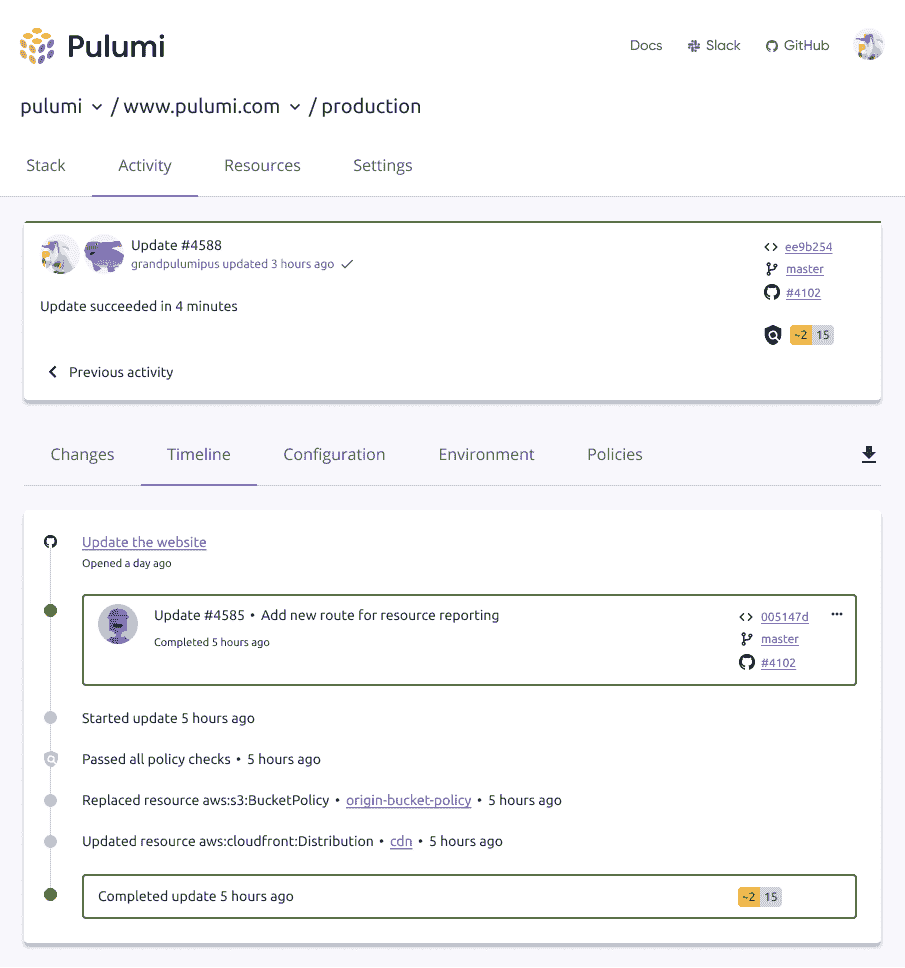 Pulumi
Docs Slack GitHub
pulumi / www.pulumi.com / production
Stack Activity Resources Settings
Update #4588
grandpulumipus updated 3 hours ago
ee9b254
master
#4102
Update succeeded in 4 minutes
~2 15
Previous activity
Changes Timeline Configuration Environment Policies
Update the website
Opened a day ago
Update #4585 • Add new route for resource reporting
Completed 5 hours ago
005147d
master
#4102
Started update 5 hours ago
Passed all policy checks • 5 hours ago
Replaced resource aws:s3:BucketPolicy • origin-bucket-policy • 5 hours ago
Updated resource aws:cloudfront:Distribution • cdn • 5 hours ago
Completed update 5 hours ago ~2 15